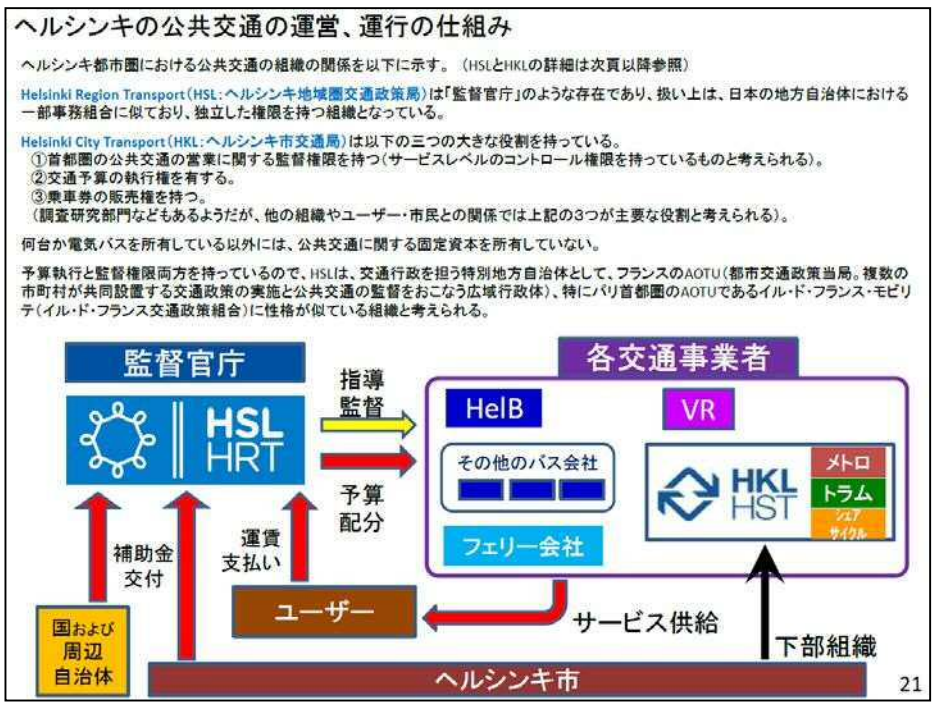 ヘルシンキの公共交通の運営、運行の仕組み
ヘルシンキ都市圏における公共交通の組織の関係を以下に示す。（HSLとHKLの詳細は次頁以降参照）
Helsinki Region Transport（HSL：ヘルシンキ地域圏交通政策局）は「監督官庁」のような存在であり、扱い上は、日本の地方自治体における
一部事務組合に似ており、独立した権限を持つ組織となっている。
Helsinki City Transport（HKL：ヘルシンキ市交通局）は以下の三つの大きな役割を持っている。
①首都圏の公共交通の営業に関する監督権限を持つ（サービスレベルのコントロール権限を持っているものと考えられる）。
②交通予算の執行権を有する。
③乗車券の販売権を持つ。
（調査研究部門などもあるようだが、他の組織やユーザー・市民との関係では上記の3つが主要な役割と考えられる）。
何台か電気バスを所有している以外には、公共交通に関する固定資本を所有していない。
予算執行と監督権限両方を持っているので、HSLは、交通行政を担う特別地方自治体として、フランスのAOTU（都市交通政策当局。複数の
市町村が共同設置する交通政策の実施と公共交通の監督をおこなう広域行政体）、特にパリ首都圏のAOTUであるイル・ド・フランス・モビリ
テ（イル・ド・フランス交通政策組合）に性格が似ている組織と考えられる。
監督官庁
HSL
HRT
指導
監督
予算
配分
各交通事業者
HelB
VR
その他のバス会社
HKL
HST
メトロ
トラム
シェア
サイクル
フェリー会社
補助金
交付
運賃
支払い
ユーザー
サービス供給
下部組織
国および
周辺
自治体
ヘルシンキ市
21